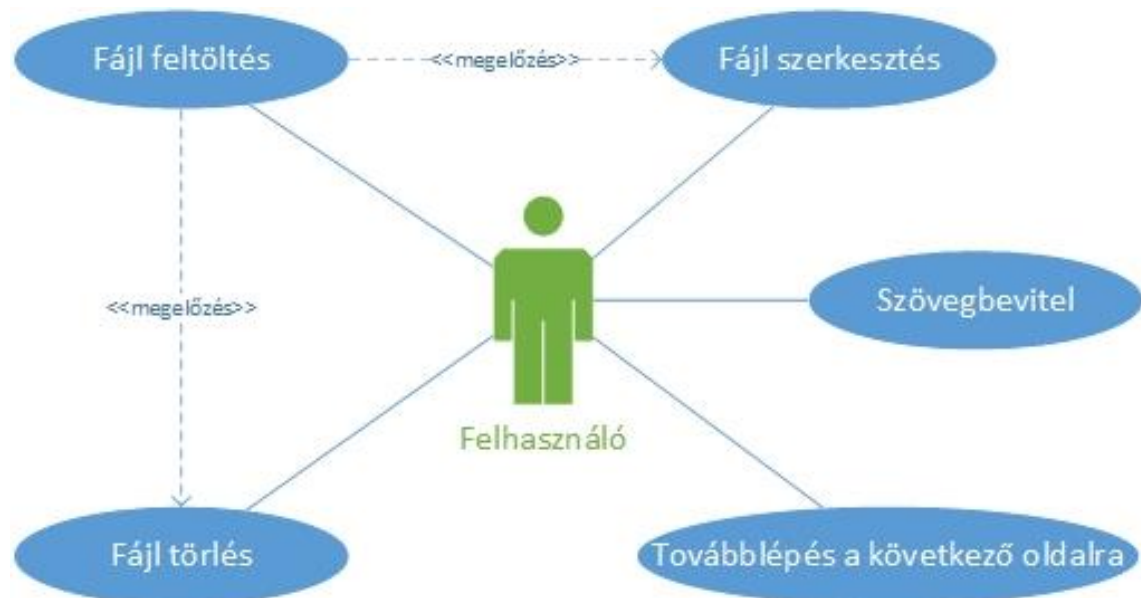 Fájl feltöltés
<<megelőzés>>
Fájl szerkesztés
Szövegbevitel
<<megelőzés>>
Felhasználó
Fájl törlés
Továbblépés a következő oldalra